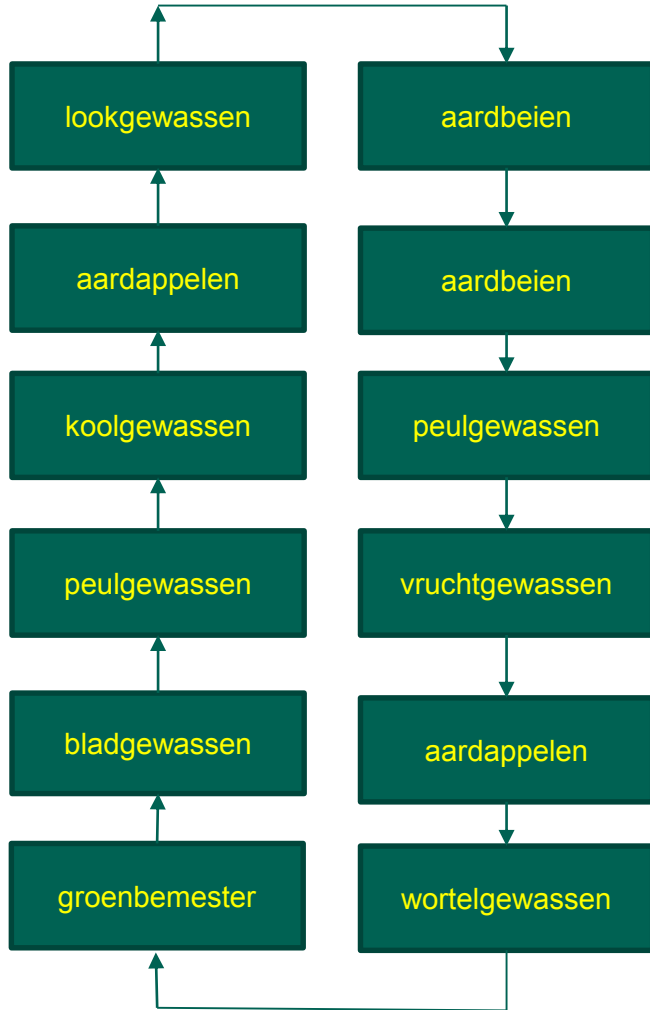 lookgewassen
aardbeien
aardappelen
aardbeien
koolgewassen
peulgewassen
peulgewassen
vruchtgewassen
bladgewassen
aardappelen
groenbemester
wortelgewassen